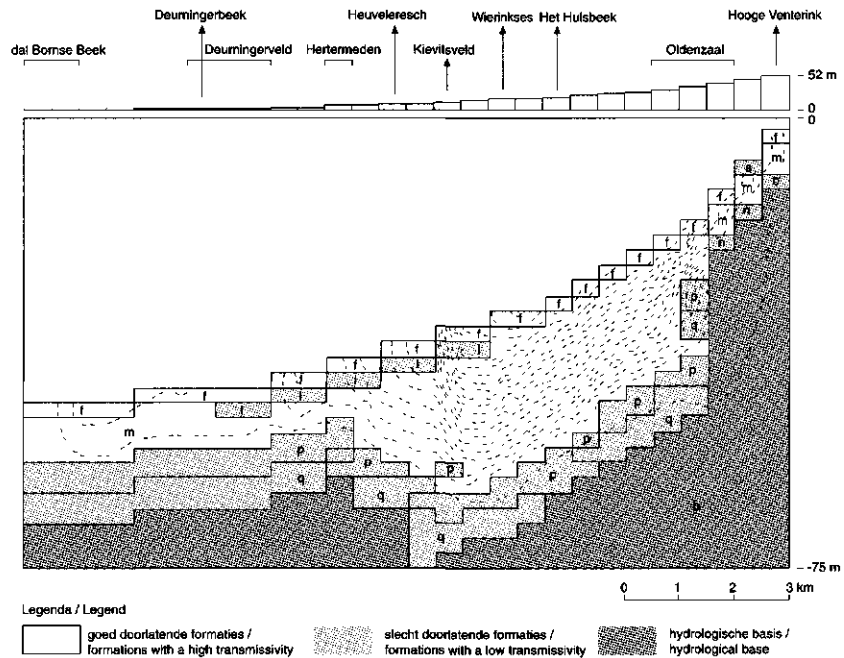 Deurningerbeek Heuveleresch Wierinkses Het Hulsbeek Hooge Venterink
dal Bornse Beek Deurningerveld Hertermeden Kievitsveld Oldenzaal
52 m
0
0
f
m
a
m
f
m
n
f
n
f
f
f
p
f
q
f
f
f
f
l
p
f
l
f
l
p
q
f
f
l
f
l
m
p
p
p
p
q
q
p
b
q
-75 m
0 1 2 3 km
Legenda / Legend
goed doorlatende formaties / slecht doorlatende formaties / hydrologische basis /
formations with a high transmissivity formations with a low transmissivity hydrological base